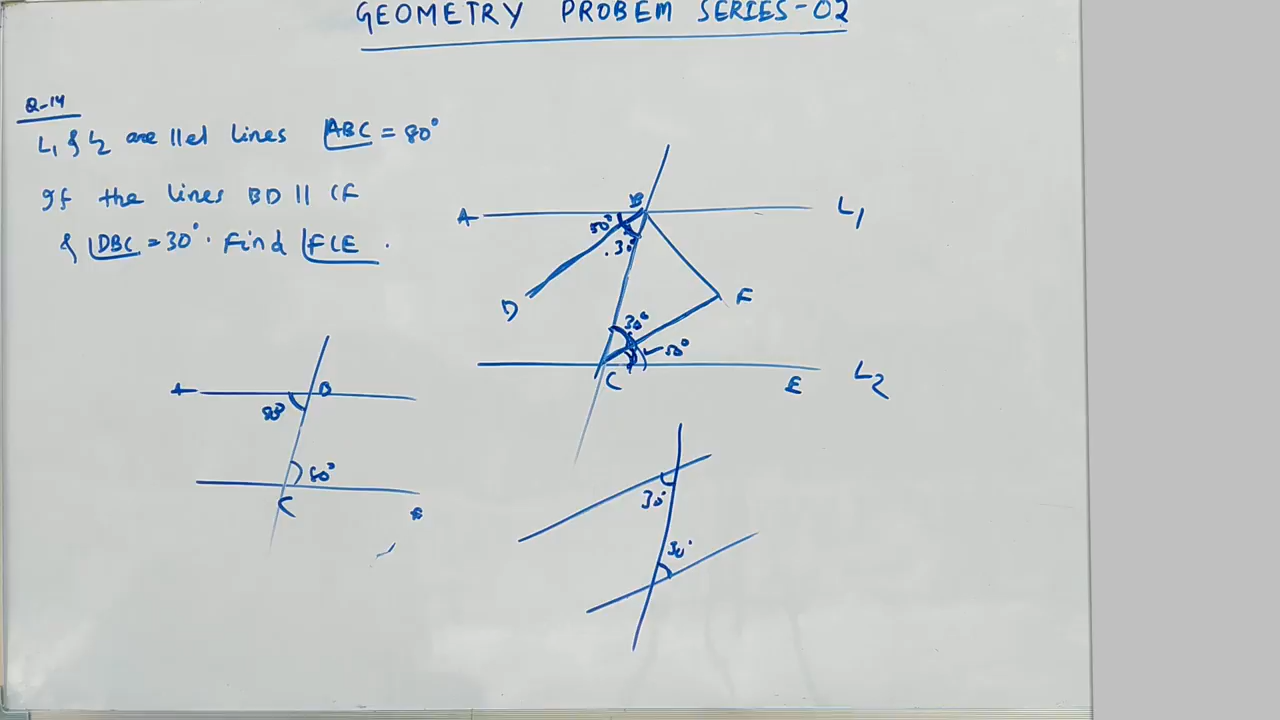 GEOMETRY PROBEM SERIES-02
Q-14
L1 & L2 are llel lines ∠ABC = 80°
If the lines BD || CF
& ∠DBC = 30°. Find ∠FCE.
A
B
L1
50°
30°
D
F
30°
50°
C
E
L2
A
B
80°
80°
C
E
30°
30°